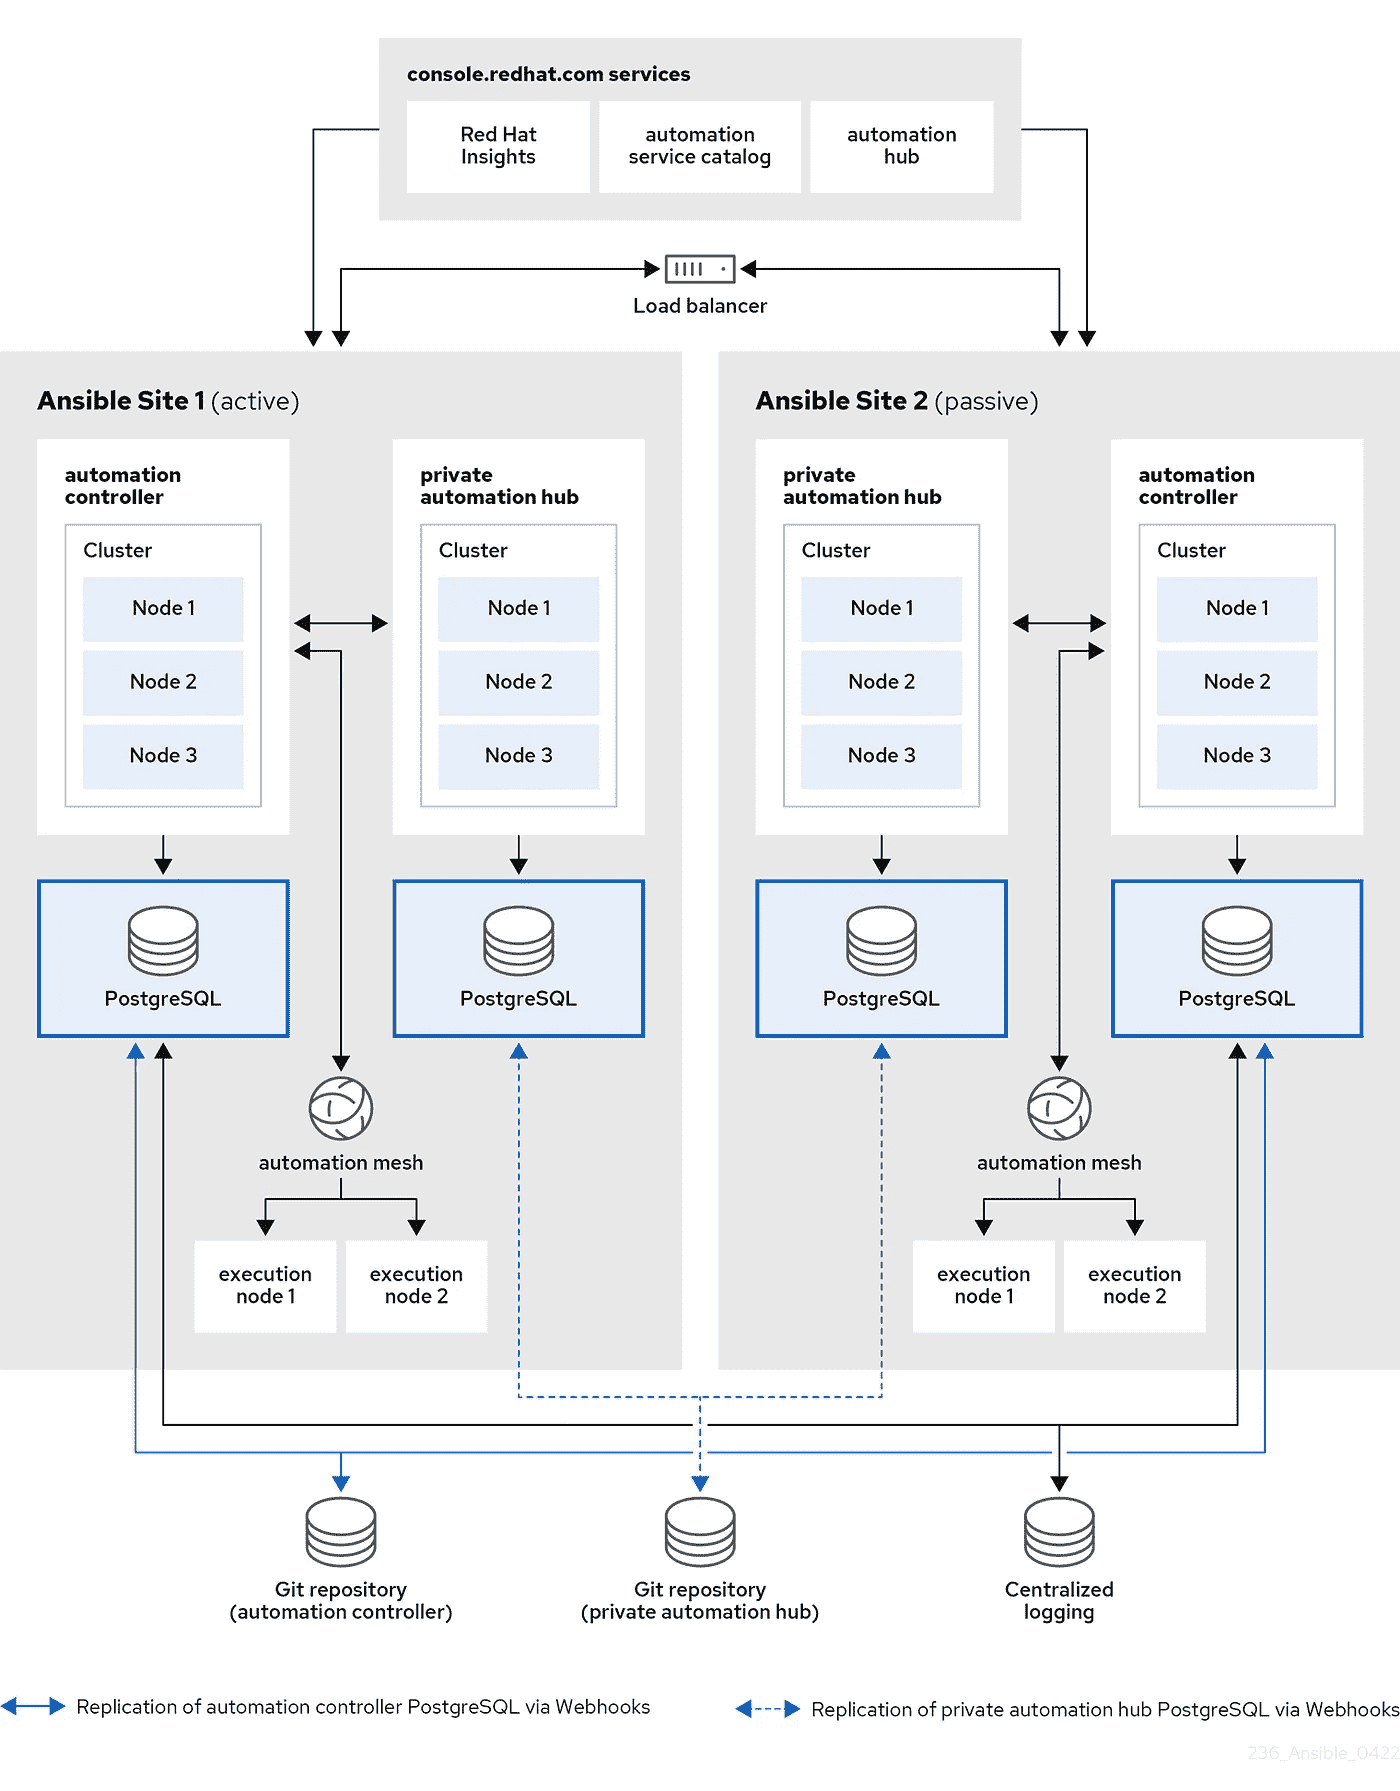 console.redhat.com services
Red Hat
Insights
automation
service catalog
automation
hub
Load balancer
Ansible Site 1 (active)
automation
controller
Cluster
Node 1
Node 2
Node 3
PostgreSQL
private
automation hub
Cluster
Node 1
Node 2
Node 3
PostgreSQL
automation mesh
execution
node 1
execution
node 2
Ansible Site 2 (passive)
private
automation hub
Cluster
Node 1
Node 2
Node 3
PostgreSQL
automation
controller
Cluster
Node 1
Node 2
Node 3
PostgreSQL
automation mesh
execution
node 1
execution
node 2
Git repository
(automation controller)
Git repository
(private automation hub)
Centralized
logging
Replication of automation controller PostgreSQL via Webhooks
Replication of private automation hub PostgreSQL via Webhooks
236_Ansible_0422